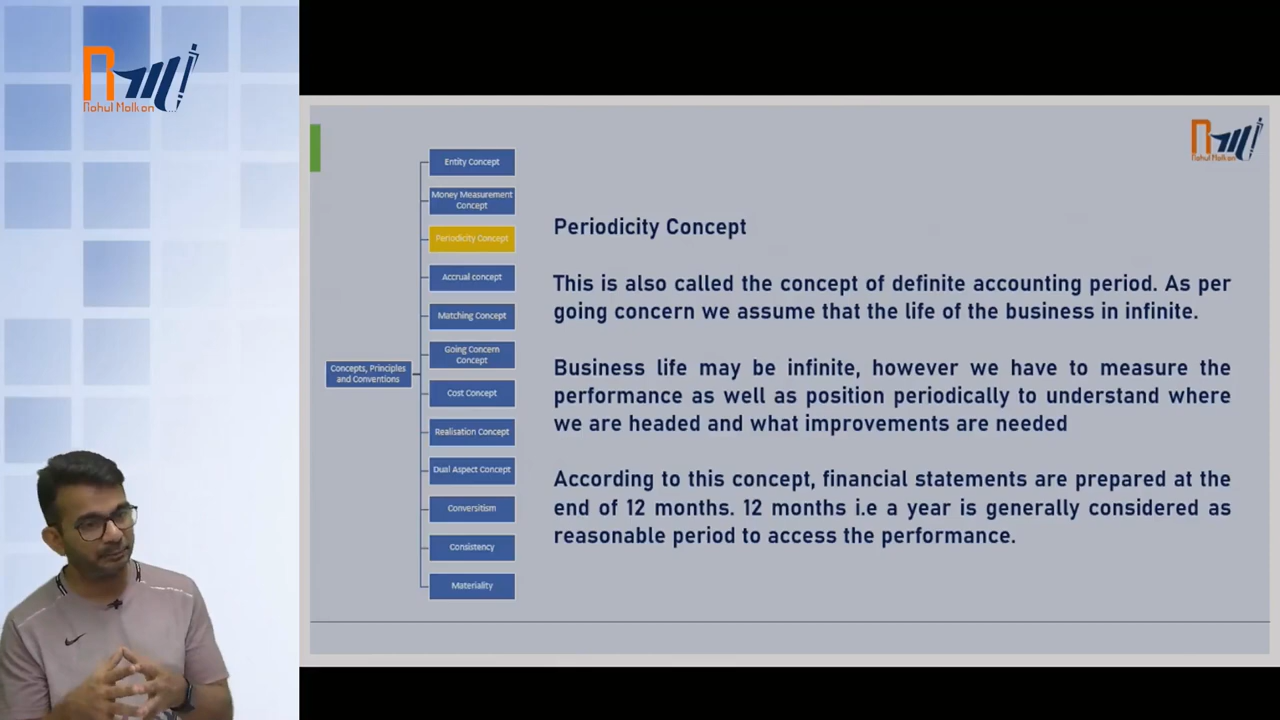 Rahul Malkan
Rahul Malkan
Entity Concept
Money Measurement
Concept
Periodicity Concept
Accrual concept
Matching Concept
Going Concern
Concept
Concepts, Principles
and Conventions
Cost Concept
Realisation Concept
Dual Aspect Concept
Conversitism
Consistency
Materiality
Periodicity Concept
This is also called the concept of definite accounting period. As per
going concern we assume that the life of the business in infinite.
Business life may be infinite, however we have to measure the
performance as well as position periodically to understand where
we are headed and what improvements are needed
According to this concept, financial statements are prepared at the
end of 12 months. 12 months i.e a year is generally considered as
reasonable period to access the performance.